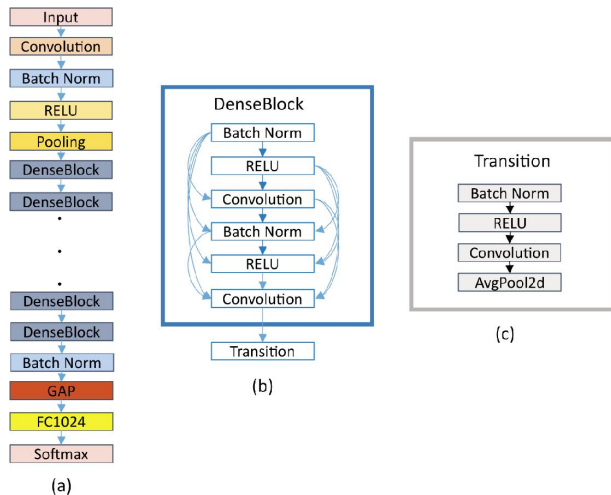 Input
Convolution
Batch Norm
RELU
Pooling
DenseBlock
DenseBlock
DenseBlock
DenseBlock
Batch Norm
GAP
FC1024
Softmax
(a)
DenseBlock
Batch Norm
RELU
Convolution
Batch Norm
RELU
Convolution
Transition
(b)
Transition
Batch Norm
RELU
Convolution
AvgPool2d
(c)